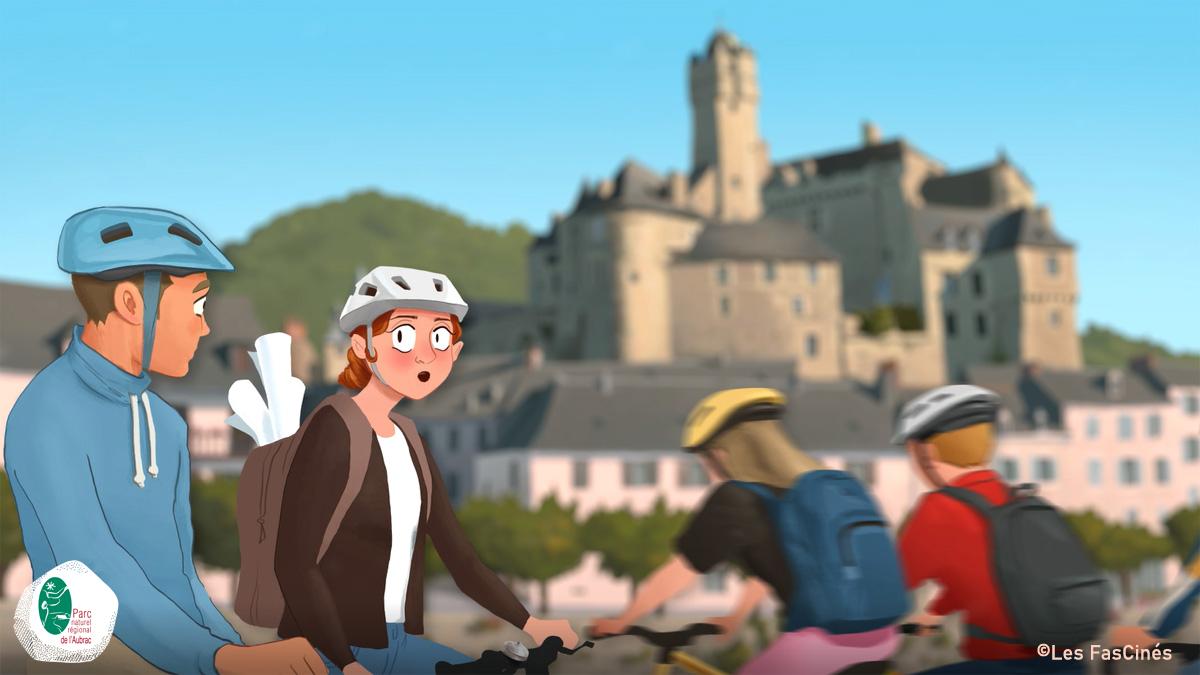 Parc
naturel
régional
de l'Aubrac
©Les FasCinés